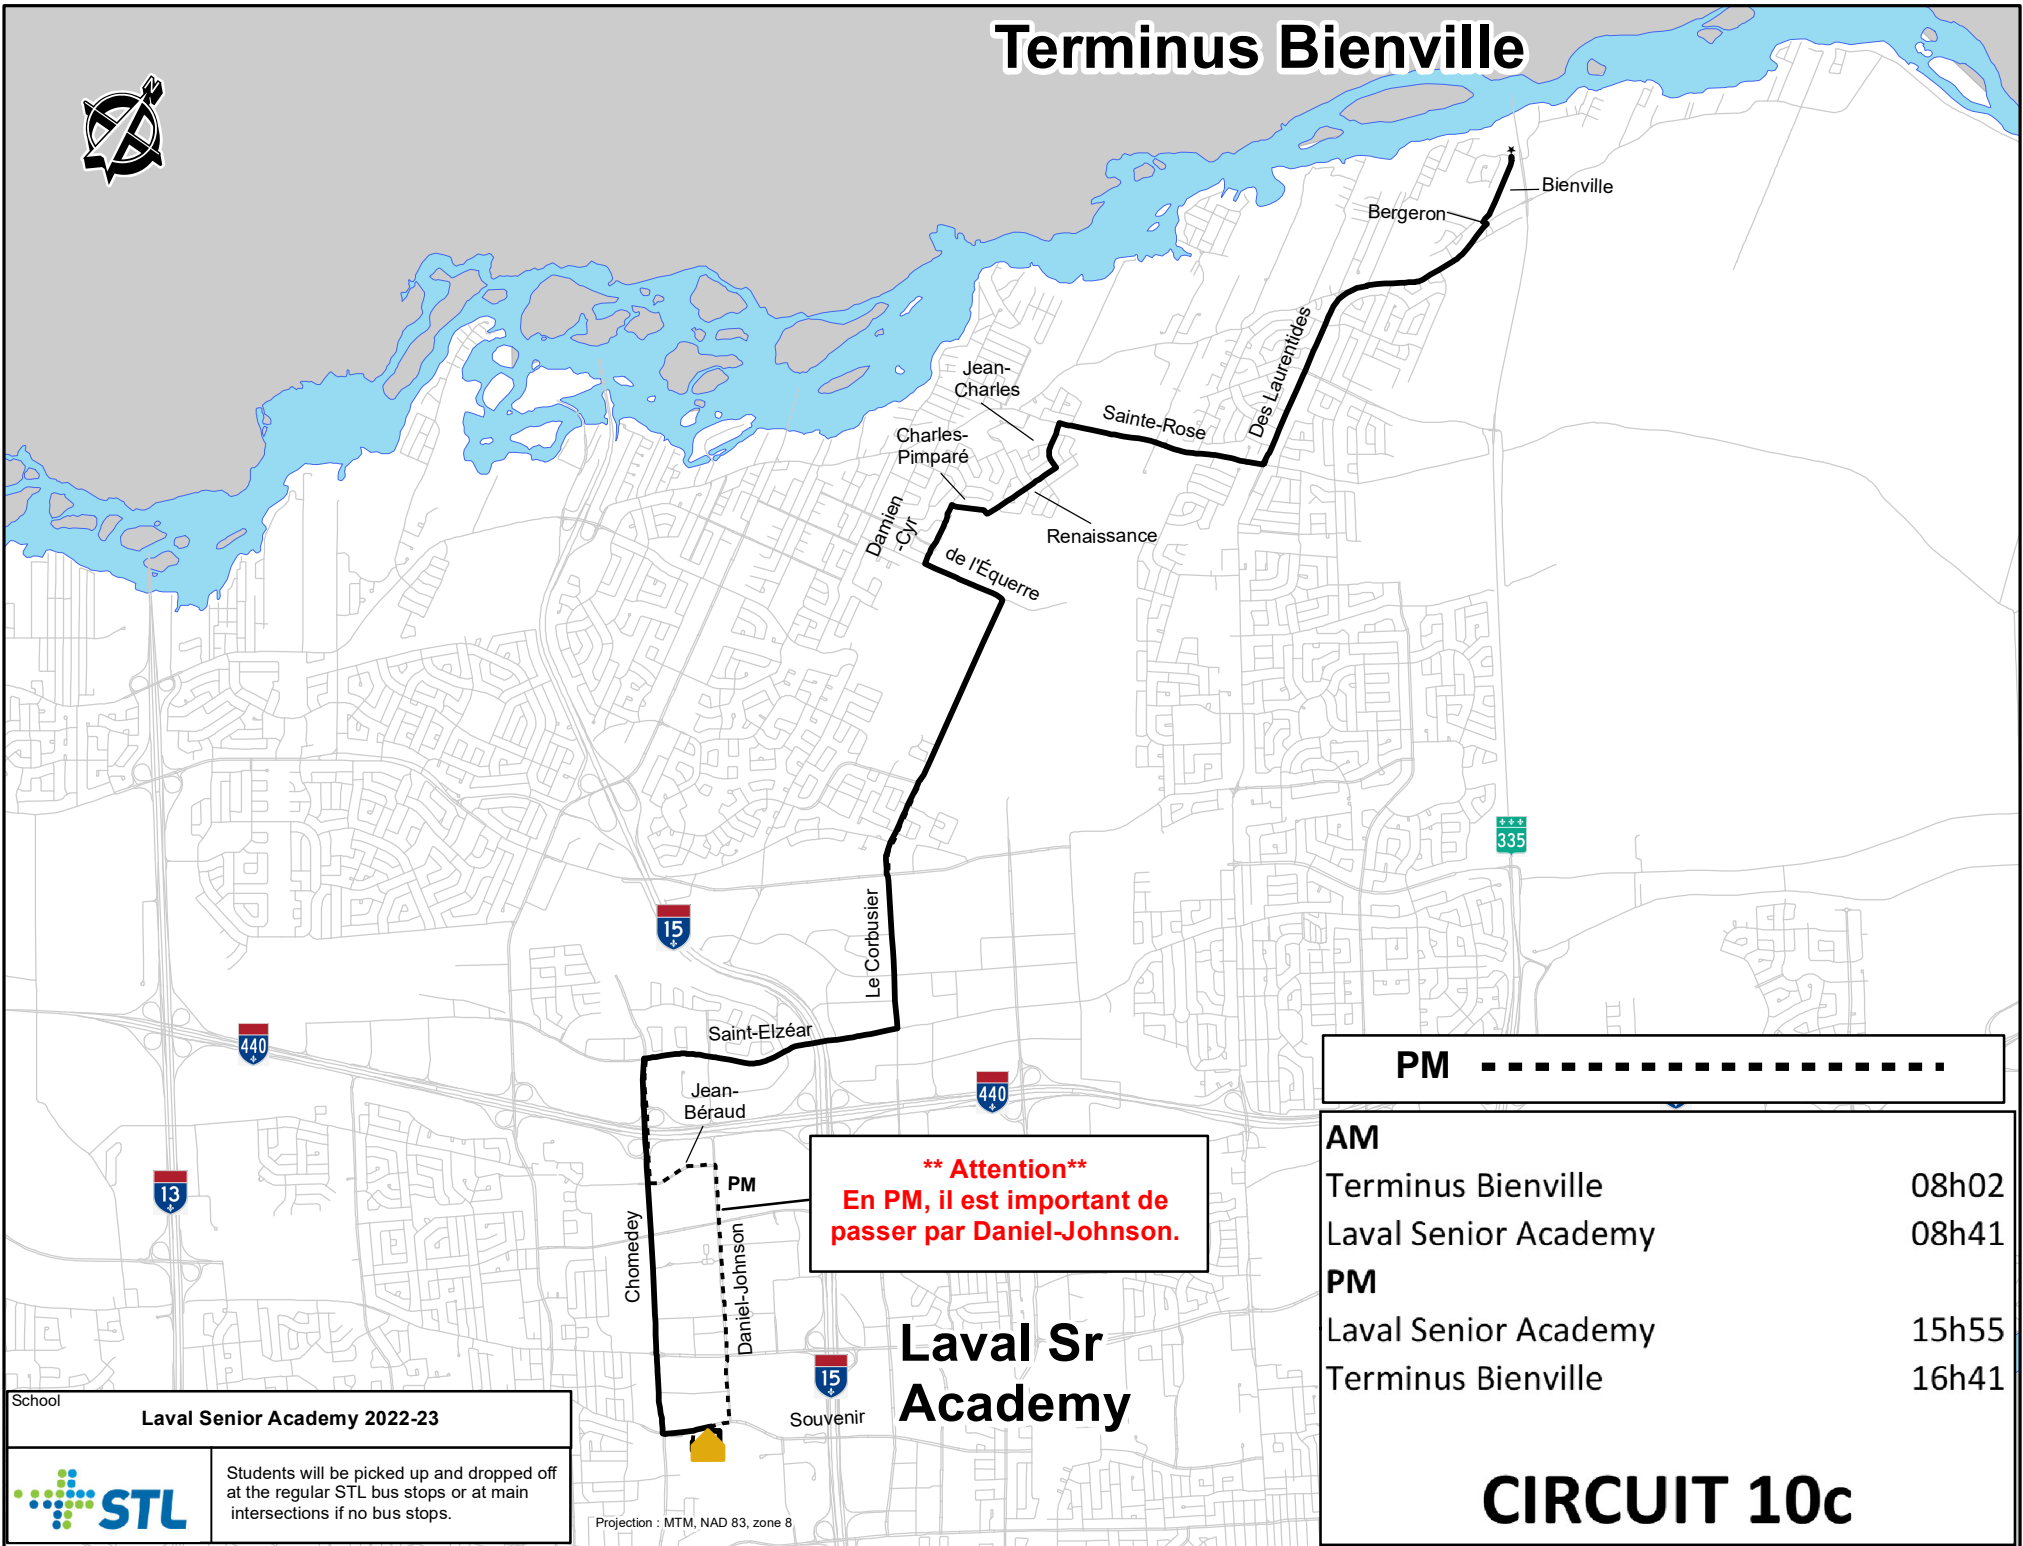 Terminus Bienville
N
Bienville
Bergeron
Des Laurentides
Jean-
Charles
Sainte-Rose
Charles-
Pimparé
Damien
-Cyr
Renaissance
de l'Équerre
335
15
Le Corbusier
Saint-Elzéar
440
440
Jean-
Béraud
13
PM
Chomedey
Daniel-Johnson
** Attention**
En PM, il est important de
passer par Daniel-Johnson.
15
Souvenir
Laval Sr
Academy
PM
AM
Terminus Bienville 08h02
Laval Senior Academy 08h41
PM
Laval Senior Academy 15h55
Terminus Bienville 16h41
CIRCUIT 10c
School
Laval Senior Academy 2022-23
STL
Students will be picked up and dropped off
at the regular STL bus stops or at main
intersections if no bus stops.
Projection : MTM, NAD 83, zone 8